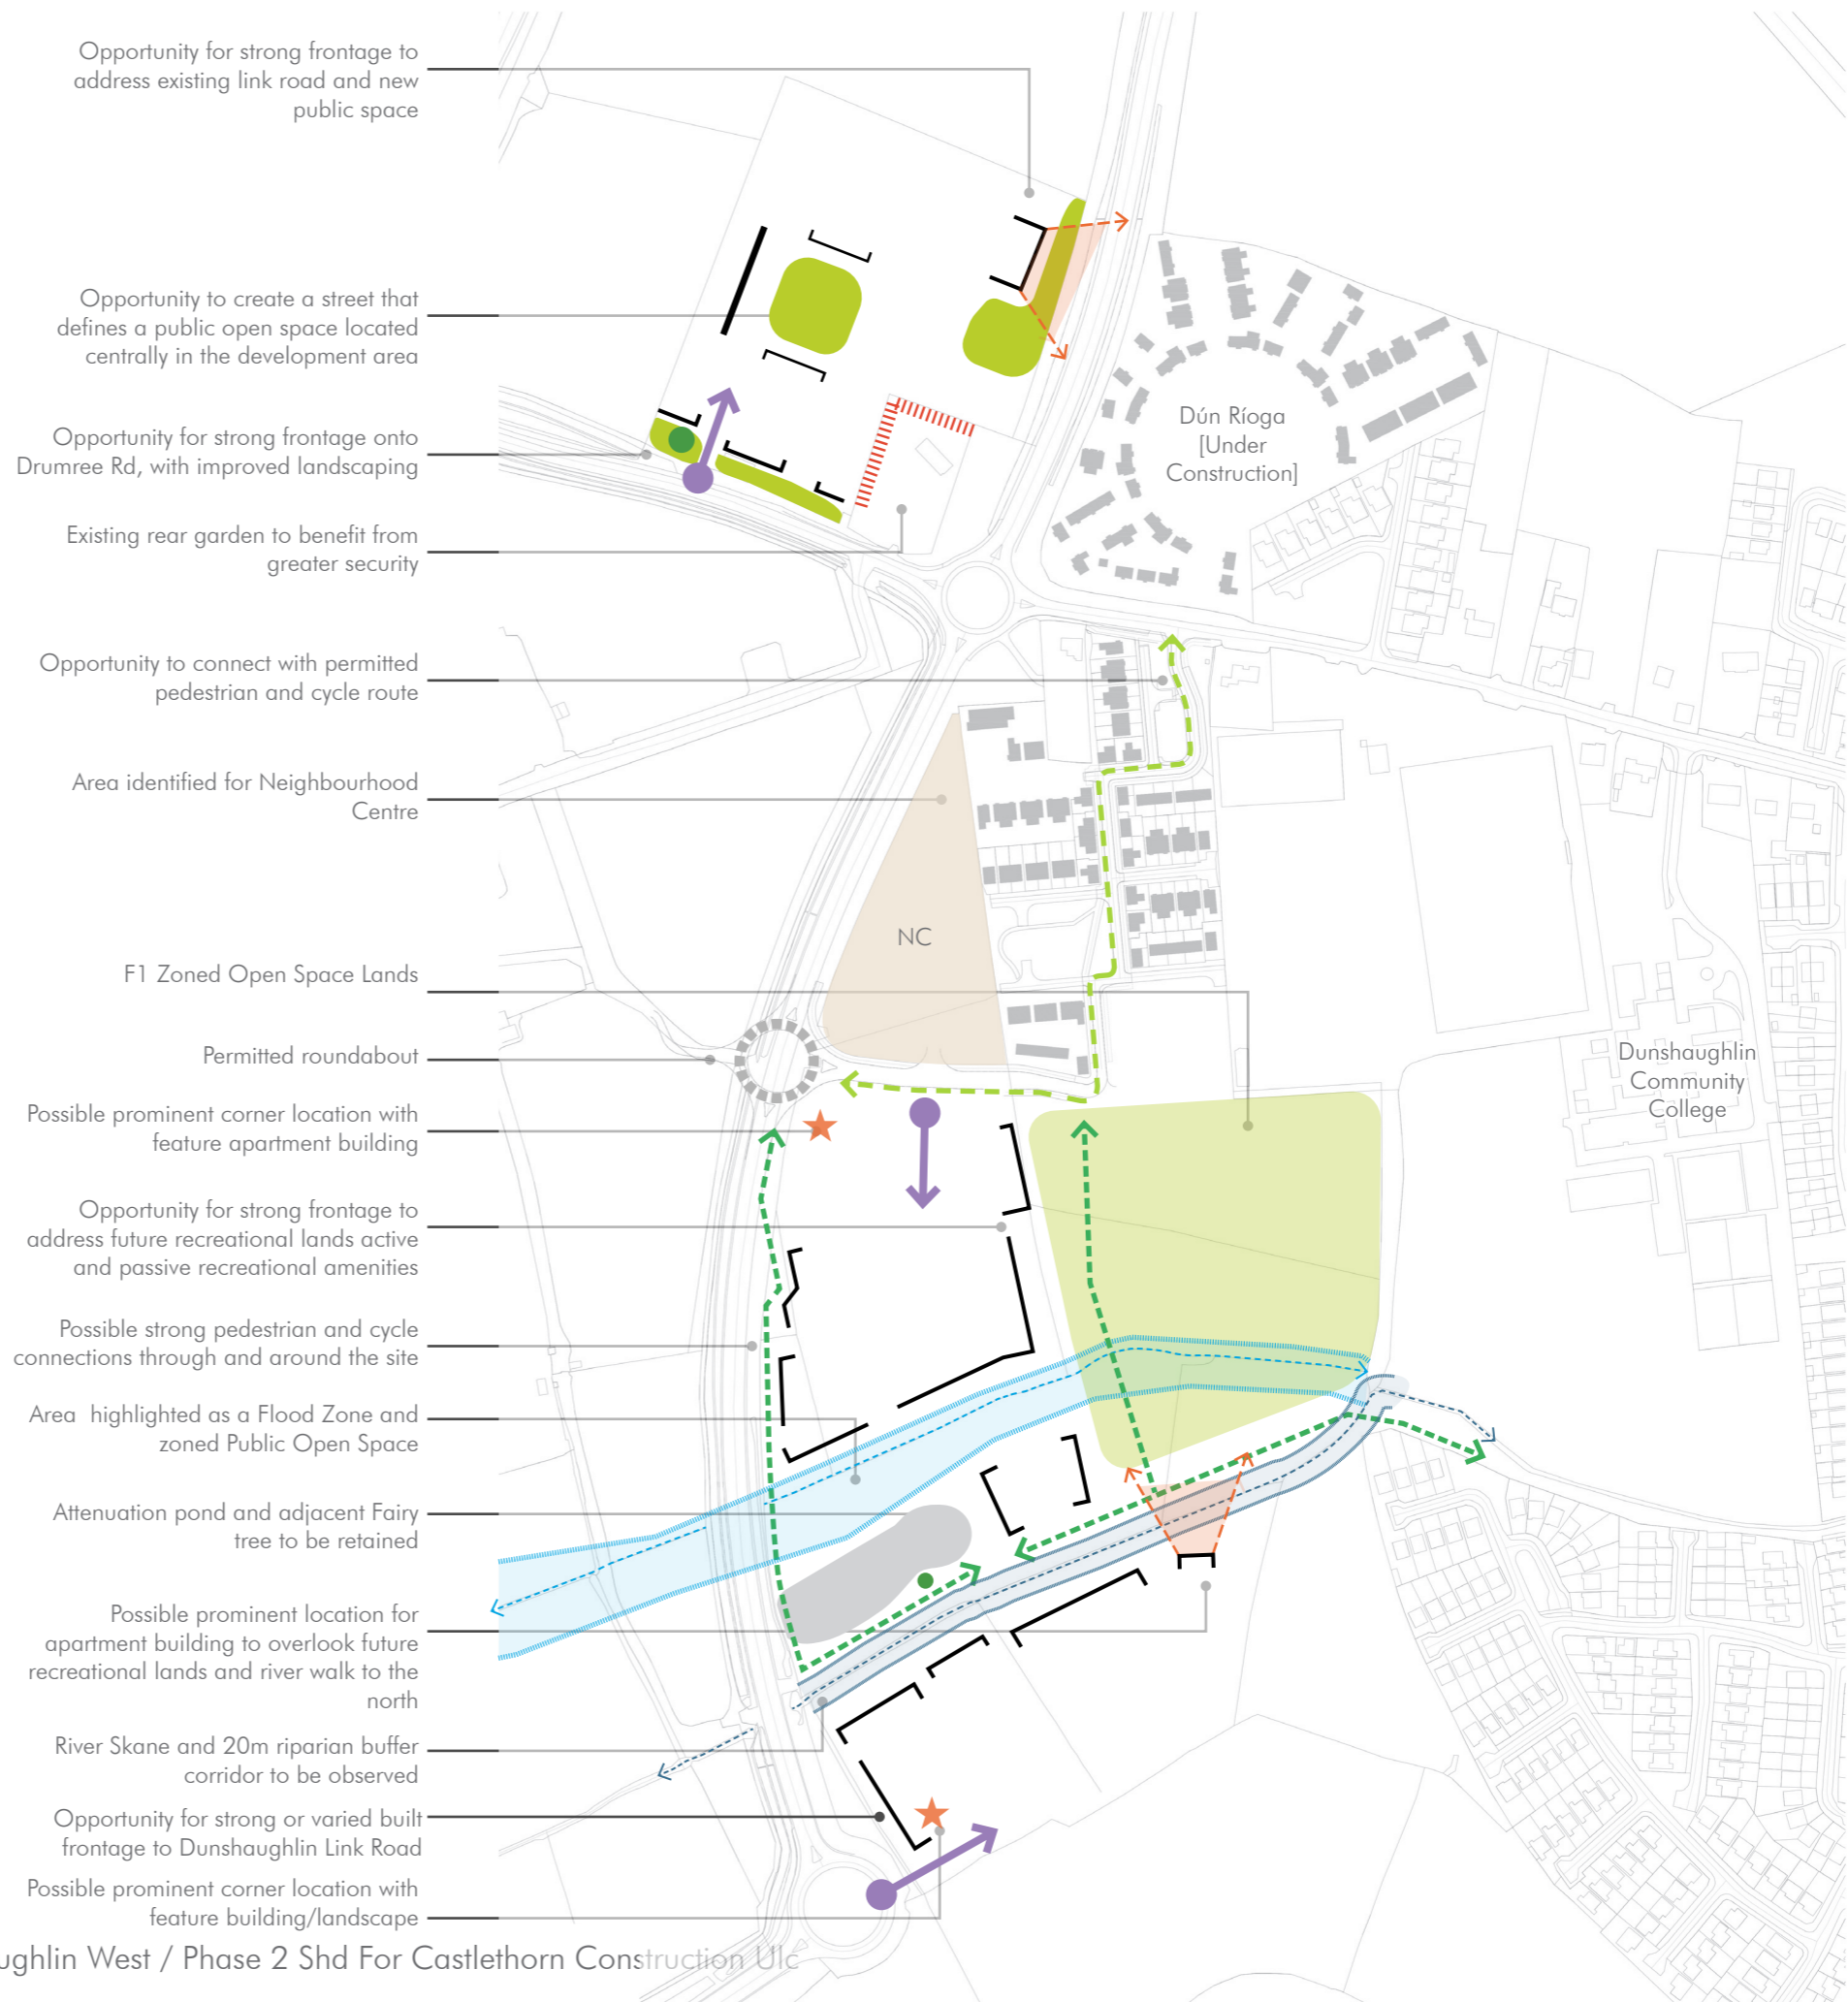 Opportunity for strong frontage to
address existing link road and new
public space
Opportunity to create a street that
defines a public open space located
centrally in the development area
Opportunity for strong frontage onto
Drumree Rd, with improved landscaping
Existing rear garden to benefit from
greater security
Opportunity to connect with permitted
pedestrian and cycle route
Area identified for Neighbourhood
Centre
F1 Zoned Open Space Lands
Permitted roundabout
Possible prominent corner location with
feature apartment building
Opportunity for strong frontage to
address future recreational lands active
and passive recreational amenities
Possible strong pedestrian and cycle
connections through and around the site
Area highlighted as a Flood Zone and
zoned Public Open Space
Attenuation pond and adjacent Fairy
tree to be retained
Possible prominent location for
apartment building to overlook future
recreational lands and river walk to the
north
River Skane and 20m riparian buffer
corridor to be observed
Opportunity for strong or varied built
frontage to Dunshaughlin Link Road
Possible prominent corner location with
feature building/landscape
Dún Ríoga
[Under
Construction]
NC
Dunshaughlin
Community
College
ughlin West / Phase 2 Shd For Castlethorn Construction Ulc